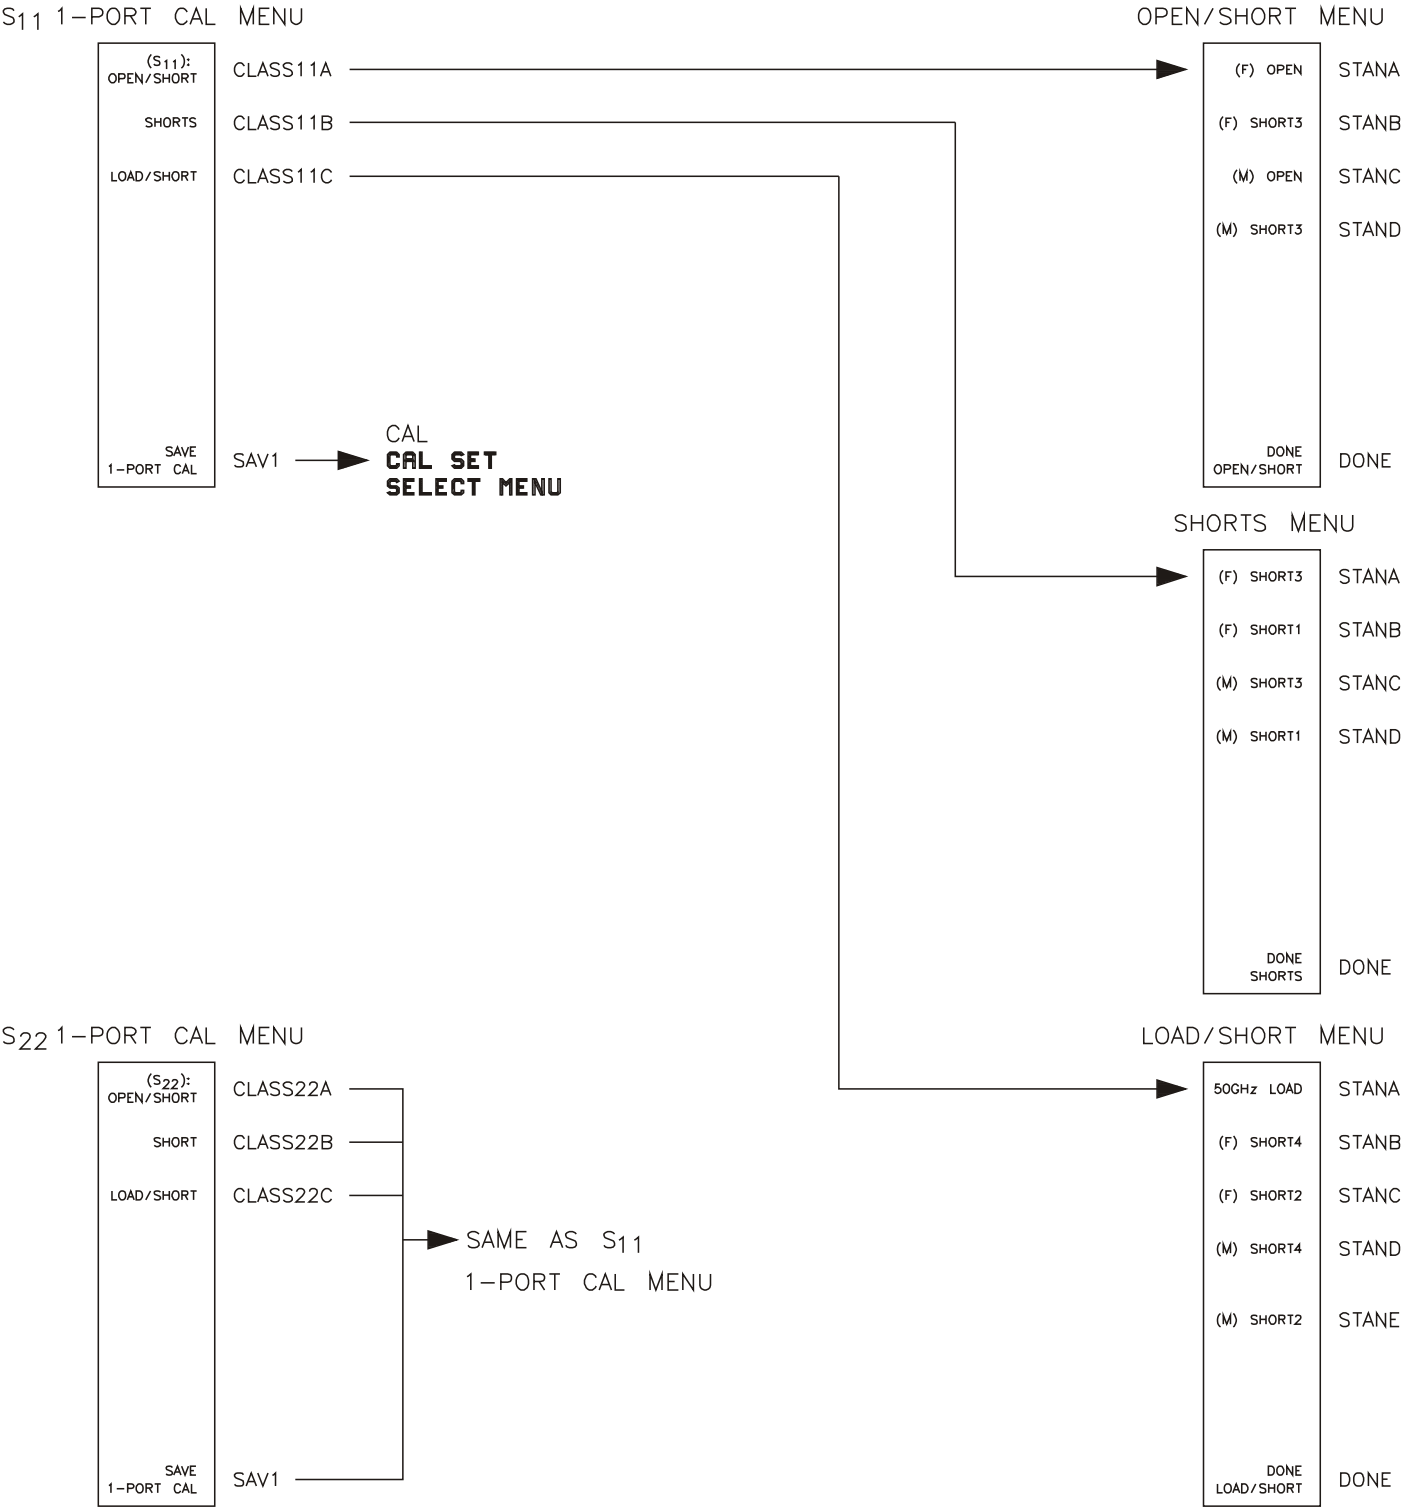 S11 1-PORT CAL MENU
(S11):
OPEN/SHORT
CLASS11A
SHORTS
CLASS11B
LOAD/SHORT
CLASS11C
SAVE
1-PORT CAL
SAV1
CAL
CAL SET
SELECT MENU
OPEN/SHORT MENU
(F) OPEN
STANA
(F) SHORT3
STANB
(M) OPEN
STANC
(M) SHORT3
STAND
DONE
OPEN/SHORT
DONE
SHORTS MENU
(F) SHORT3
STANA
(F) SHORT1
STANB
(M) SHORT3
STANC
(M) SHORT1
STAND
DONE
SHORTS
DONE
S22 1-PORT CAL MENU
(S22):
OPEN/SHORT
CLASS22A
SHORT
CLASS22B
LOAD/SHORT
CLASS22C
SAVE
1-PORT CAL
SAV1
SAME AS S11
1-PORT CAL MENU
LOAD/SHORT MENU
50GHz LOAD
STANA
(F) SHORT4
STANB
(F) SHORT2
STANC
(M) SHORT4
STAND
(M) SHORT2
STANE
DONE
LOAD/SHORT
DONE